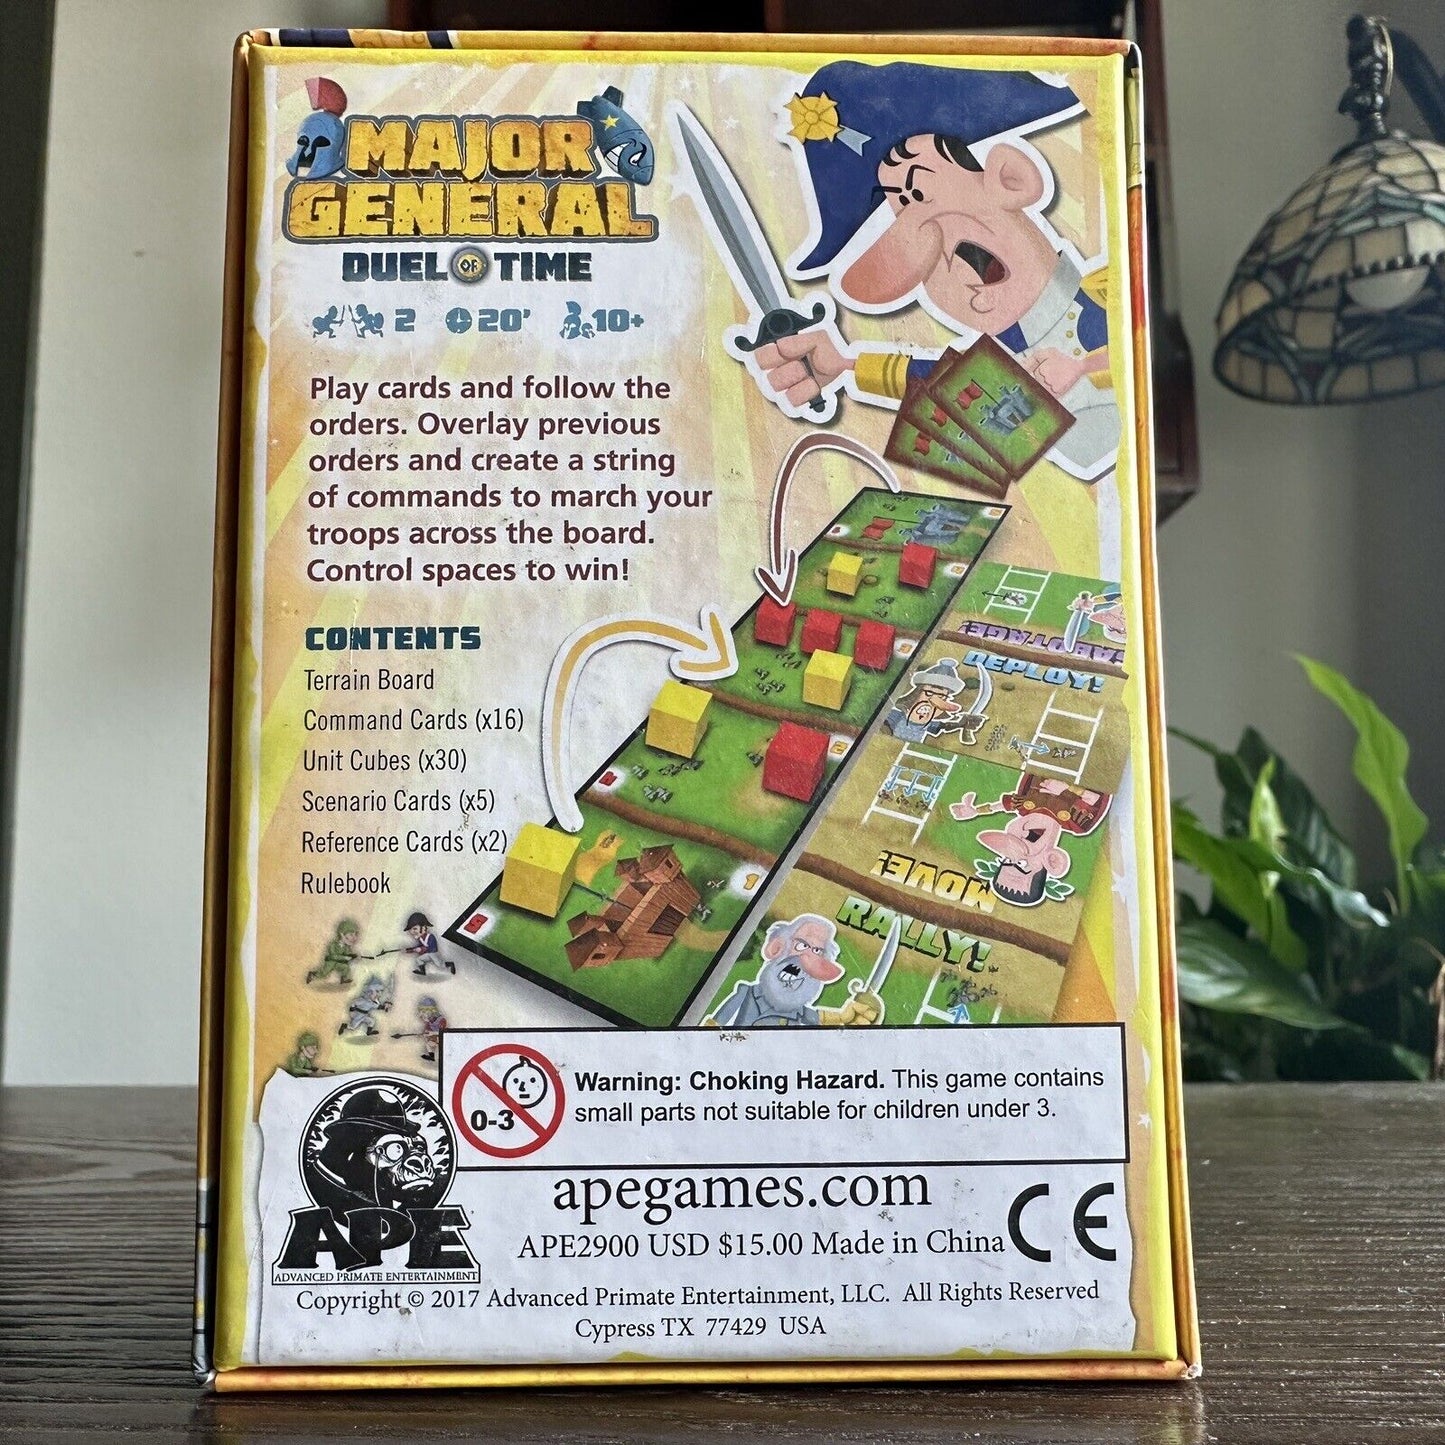 MAJOR
GENERAL
DUEL OF TIME
2 20' 10+
Play cards and follow the
orders. Overlay previous
orders and create a string
of commands to march your
troops across the board.
Control spaces to win!
CONTENTS
Terrain Board
Command Cards (x16)
Unit Cubes (x30)
Scenario Cards (x5)
Reference Cards (x2)
Rulebook
SABOTAGE!
DEPLOY!
MOVE!
RALLY!
0-3
Warning: Choking Hazard. This game contains
small parts not suitable for children under 3.
APE
ADVANCED PRIMATE ENTERTAINMENT
apegames.com
APE2900 USD $15.00 Made in China CE
Copyright © 2017 Advanced Primate Entertainment, LLC. All Rights Reserved
Cypress TX 77429 USA